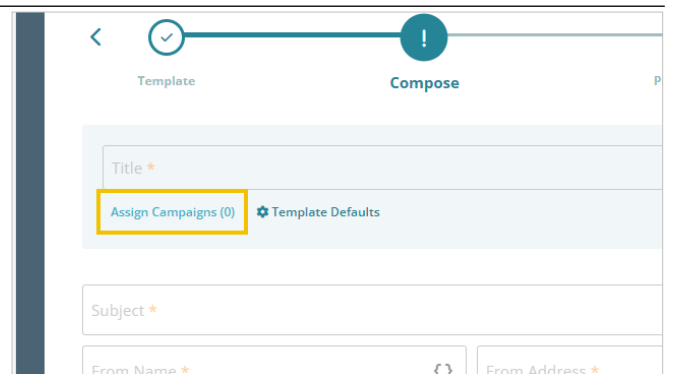 !
Template
Compose
P
Title *
Assign Campaigns (0) Template Defaults
Subject *
From Name * {} From Address *